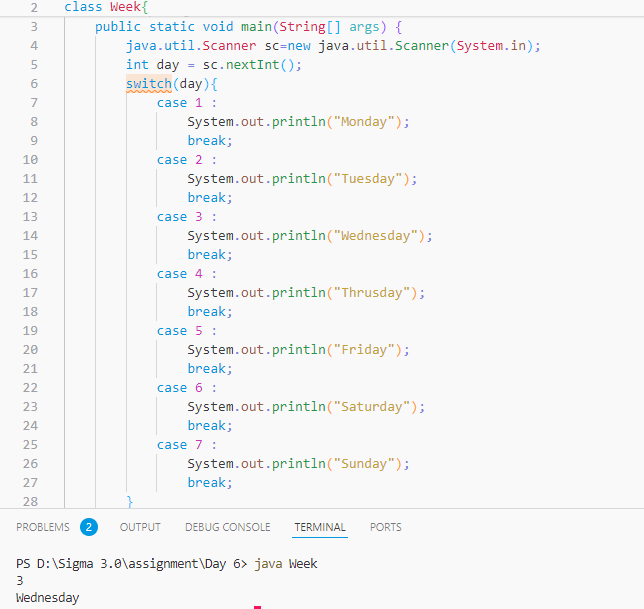 2 class Week{
3 public static void main(String[] args) {
4 java.util.Scanner sc=new java.util.Scanner(System.in);
5 int day = sc.nextInt();
6 switch(day){
7 case 1 :
8 System.out.println("Monday");
9 break;
10 case 2 :
11 System.out.println("Tuesday");
12 break;
13 case 3 :
14 System.out.println("Wednesday");
15 break;
16 case 4 :
17 System.out.println("Thrusday");
18 break;
19 case 5 :
20 System.out.println("Friday");
21 break;
22 case 6 :
23 System.out.println("Saturday");
24 break;
25 case 7 :
26 System.out.println("Sunday");
27 break;
28 }
PROBLEMS 2 OUTPUT DEBUG CONSOLE TERMINAL PORTS
PS D:\Sigma 3.0\assignment\Day 6> java Week
3
Wednesday